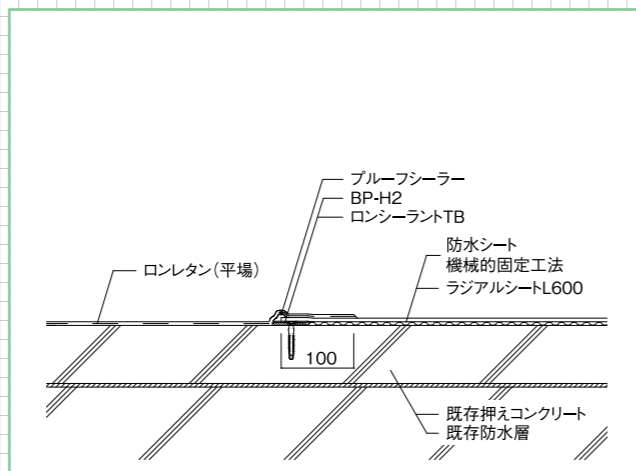 プルーフシーラー
BP-H2
ロンシーラントTB
防水シート
機械的固定工法
ラジアルシートL600
ロンレタン（平場）
100
既存押えコンクリート
既存防水層